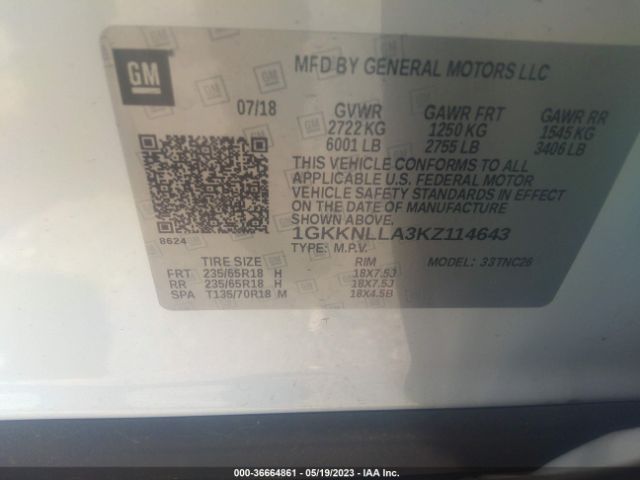 GM
MFD BY GENERAL MOTORS LLC
07/18 GVWR GAWR FRT GAWR RR
2722 KG 1250 KG 1545 KG
6001 LB 2755 LB 3406 LB
THIS VEHICLE CONFORMS TO ALL
APPLICABLE U.S. FEDERAL MOTOR
VEHICLE SAFETY STANDARDS IN EFFECT
ON THE DATE OF MANUFACTURE
SHOWN ABOVE.
8624 1GKKNLLA3KZ114643
TYPE: M.P.V. MODEL: 33TNC26
TIRE SIZE RIM
FRT 235/65R18 H 18X7.5J
RR 235/65R18 H 18X7.5J
SPA T135/70R18 M 18X4.5B
000-36664861 - 05/19/2023 - IAA Inc.